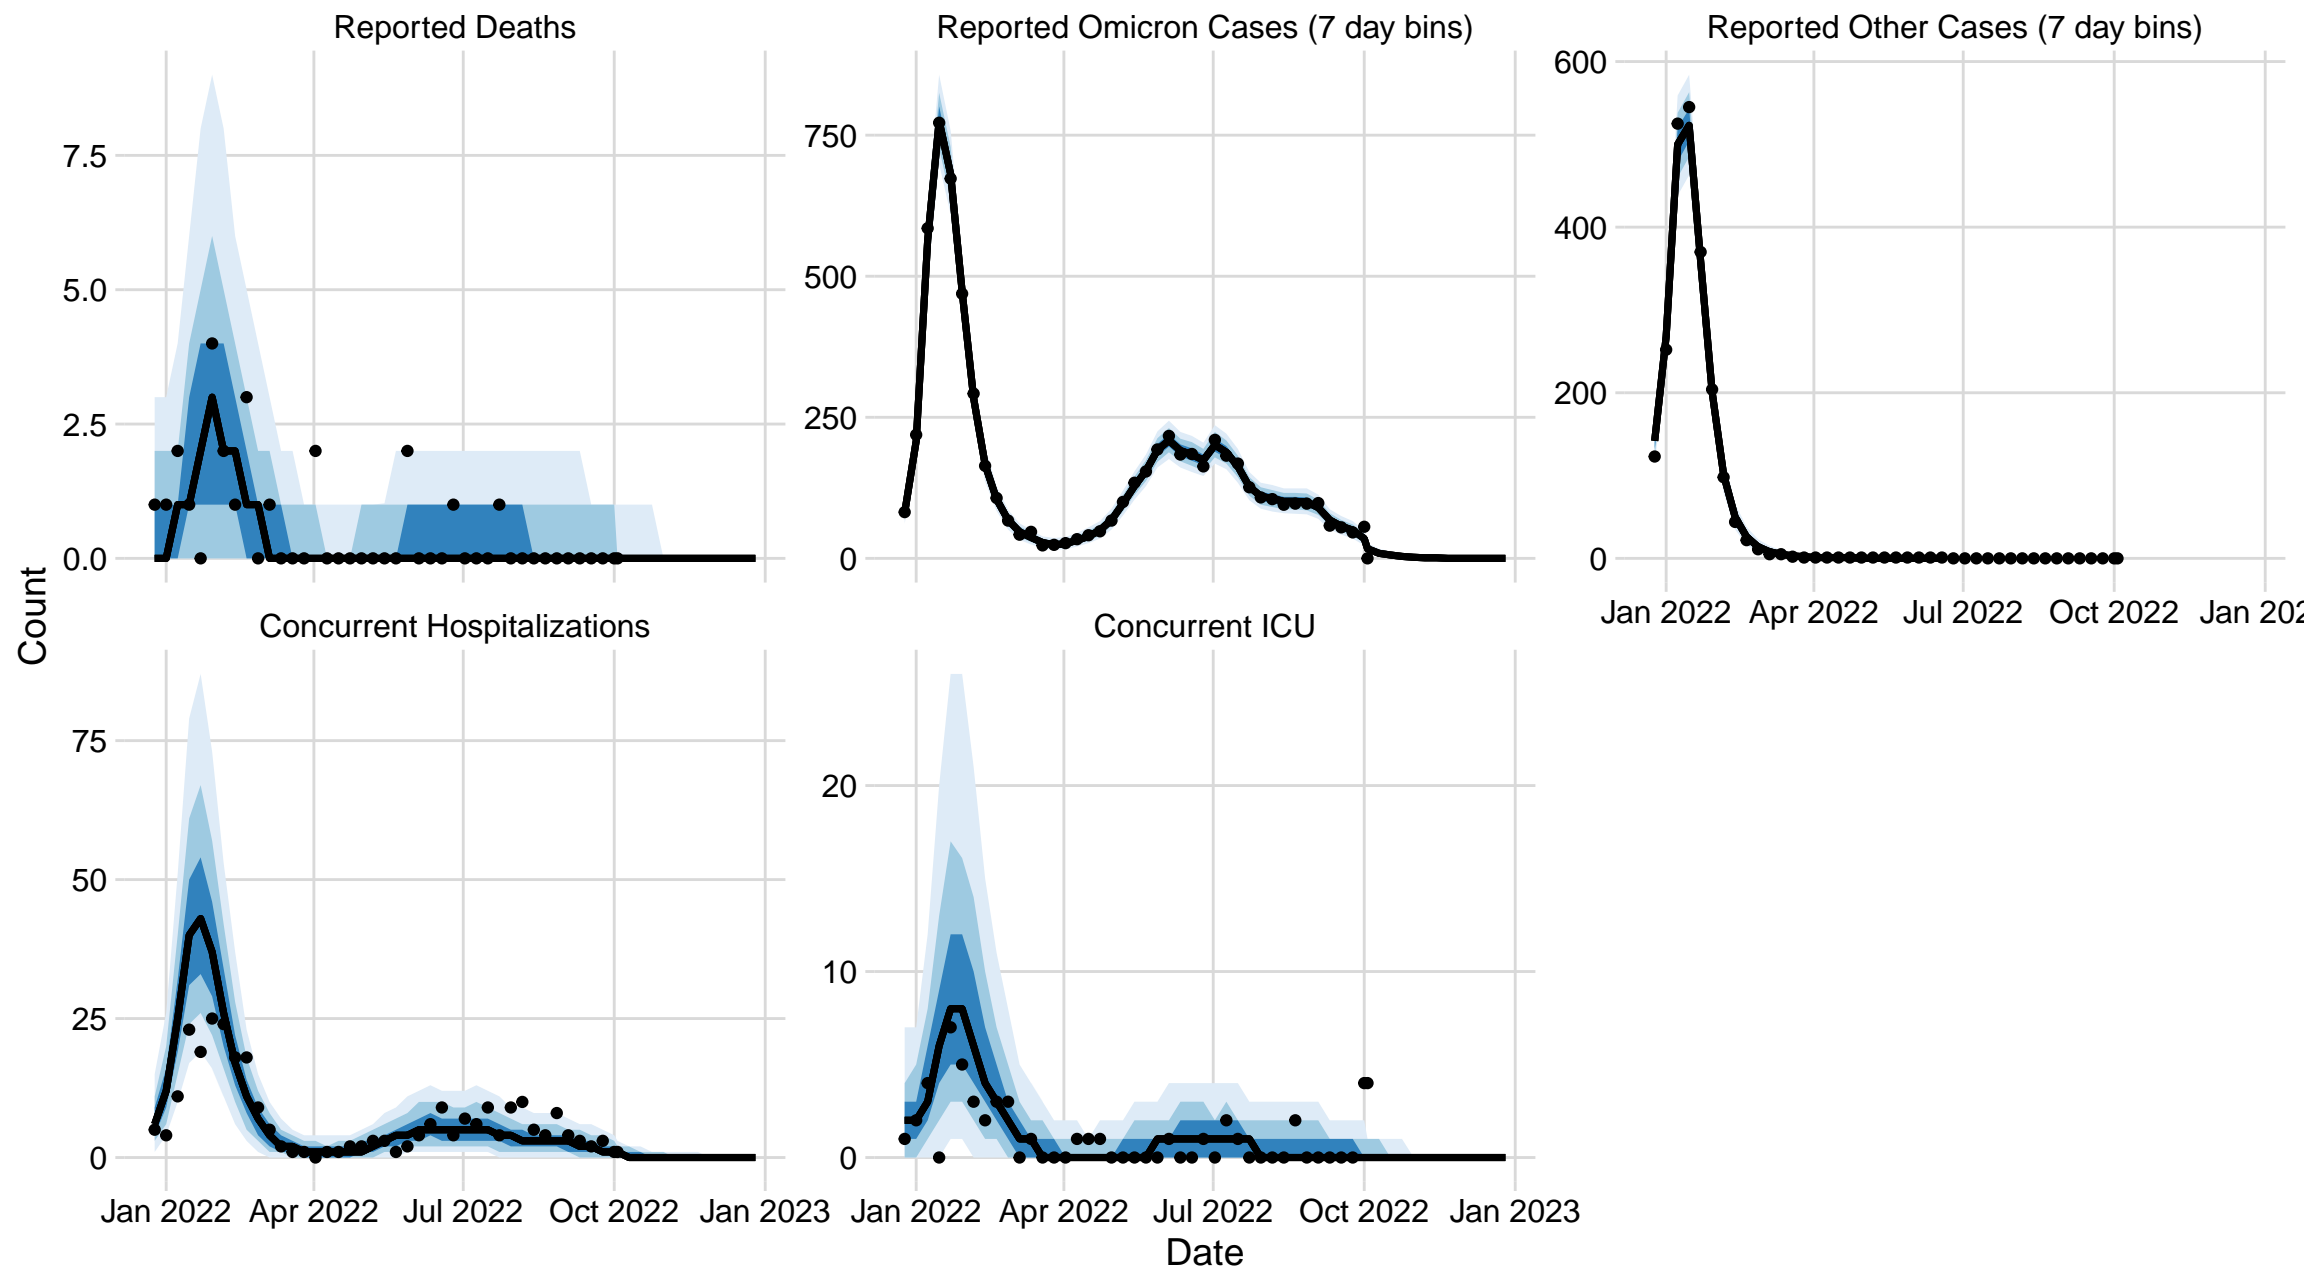 Reported Deaths
Reported Omicron Cases (7 day bins)
Reported Other Cases (7 day bins)
7.5
5.0
2.5
0.0
750
500
250
0
600
400
200
0
Jan 2022 Apr 2022 Jul 2022 Oct 2022 Jan 202
Count
Concurrent Hospitalizations
Concurrent ICU
75
50
25
0
20
10
0
Jan 2022 Apr 2022 Jul 2022 Oct 2022 Jan 2023
Jan 2022 Apr 2022 Jul 2022 Oct 2022 Jan 2023
Date